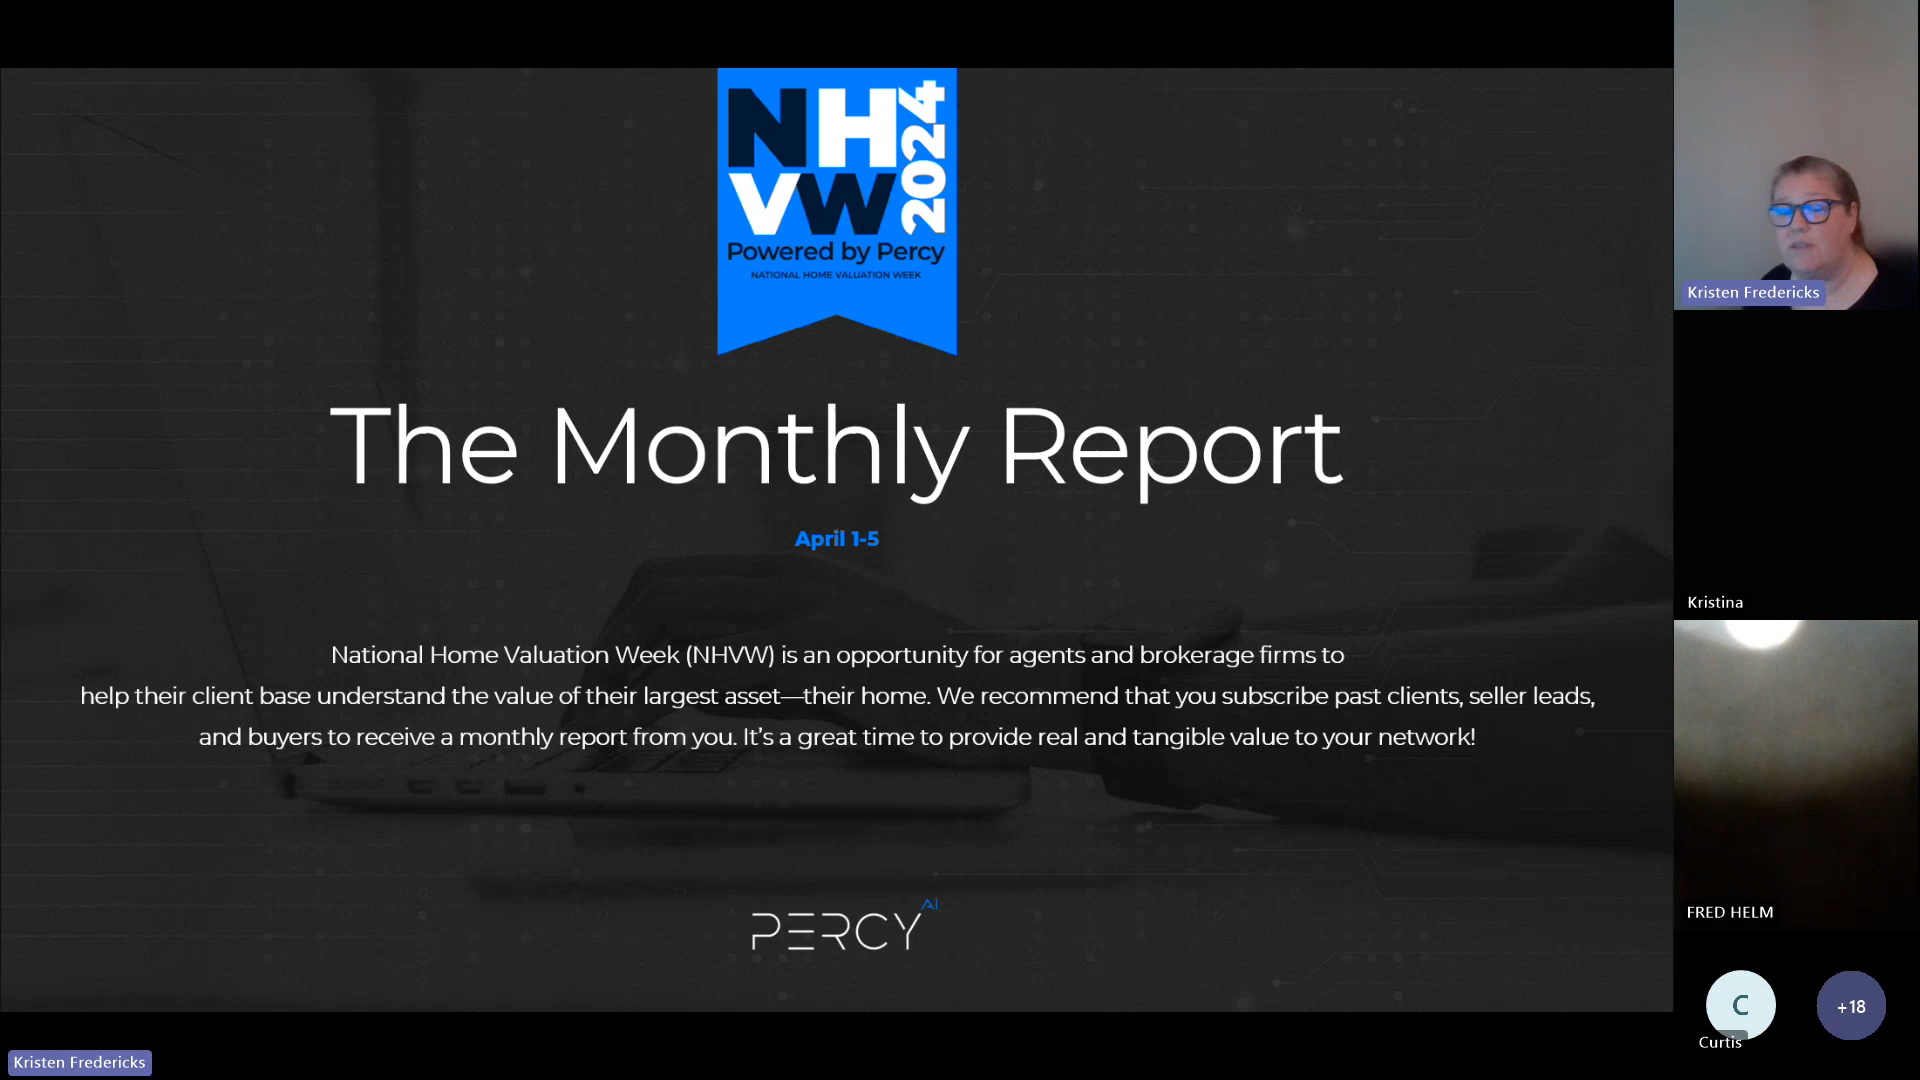 NH
VW
2024
Powered by Percy
NATIONAL HOME VALUATION WEEK
The Monthly Report
April 1-5
National Home Valuation Week (NHVW) is an opportunity for agents and brokerage firms to
help their client base understand the value of their largest asset—their home. We recommend that you subscribe past clients, seller leads,
and buyers to receive a monthly report from you. It’s a great time to provide real and tangible value to your network!
PERCY AI
Kristen Fredericks
Kristen Fredericks
Kristina
FRED HELM
C
Curtis
+18